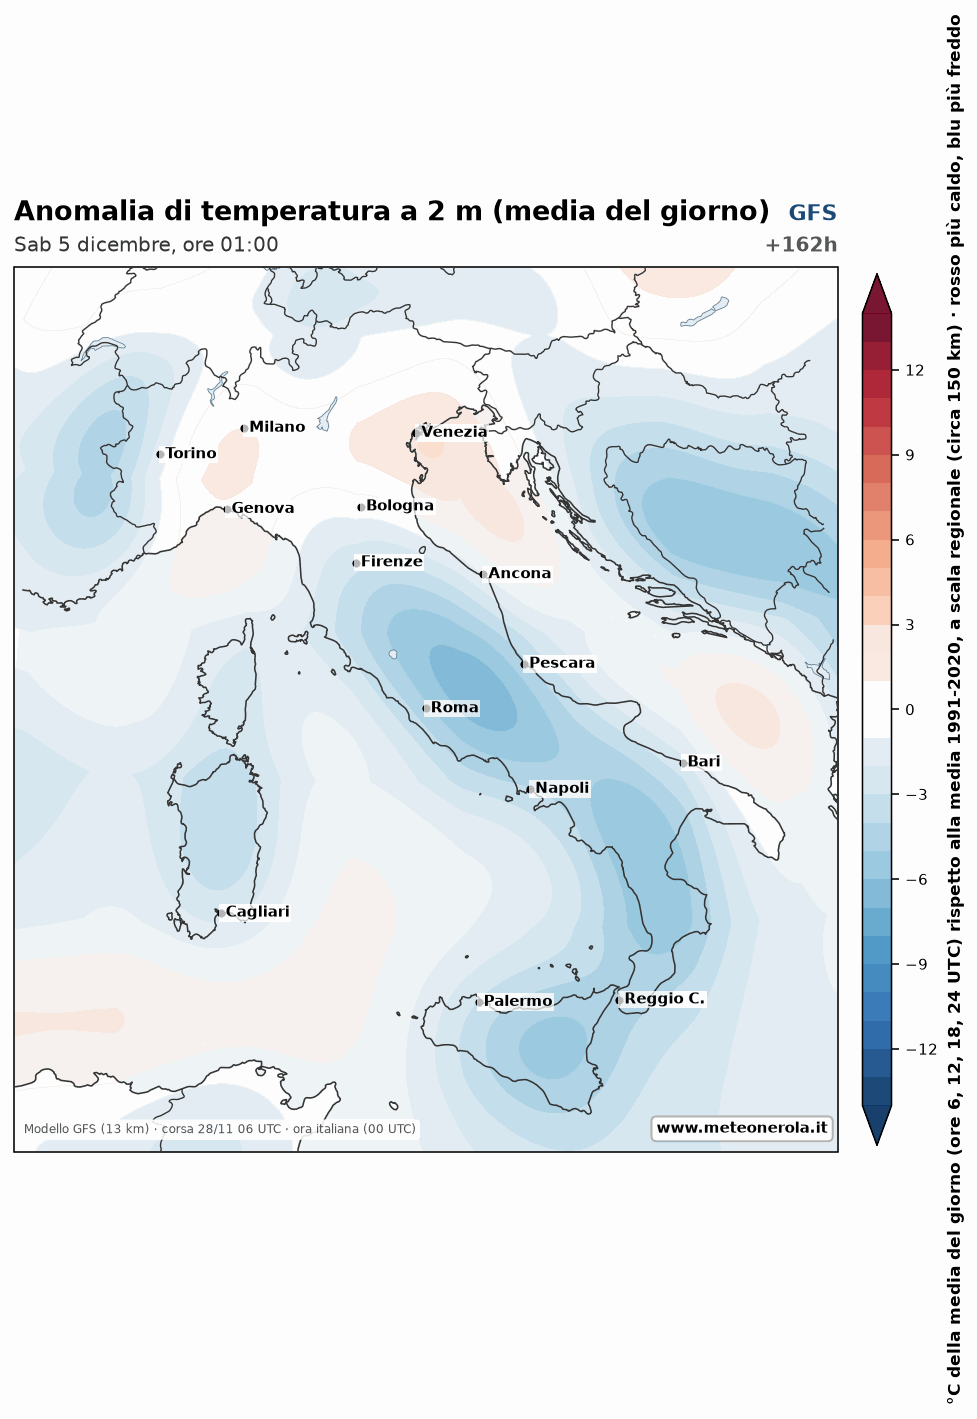 Anomalia di temperatura a 2 m (media del giorno) GFS
Sab 5 dicembre, ore 01:00 +162h
Milano
Venezia
Torino
Bologna
Genova
Firenze
Ancona
Pescara
Roma
Bari
Napoli
Cagliari
Reggio C.
Palermo
Modello GFS (13 km) · corsa 28/11 06 UTC · ora italiana (00 UTC)
www.meteonerola.it
12
9
6
3
0
−3
−6
−9
−12
°C della media del giorno (ore 6, 12, 18, 24 UTC) rispetto alla media 1991-2020, a scala regionale (circa 150 km) · rosso più caldo, blu più freddo